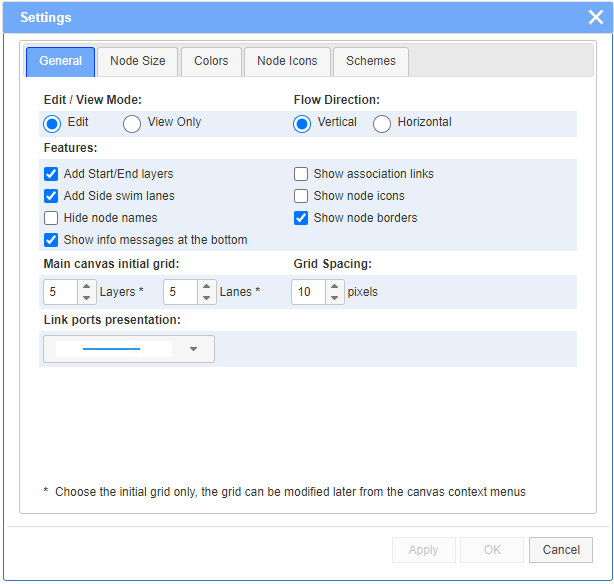 Settings
General Node Size Colors Node Icons Schemes
Edit / View Mode: Flow Direction:
Edit View Only Vertical Horizontal
Features:
Add Start/End layers Show association links
Add Side swim lanes Show node icons
Hide node names Show node borders
Show info messages at the bottom
Main canvas initial grid: Grid Spacing:
5 Layers * 5 Lanes * 10 pixels
Link ports presentation:
* Choose the initial grid only, the grid can be modified later from the canvas context menus
Apply OK Cancel